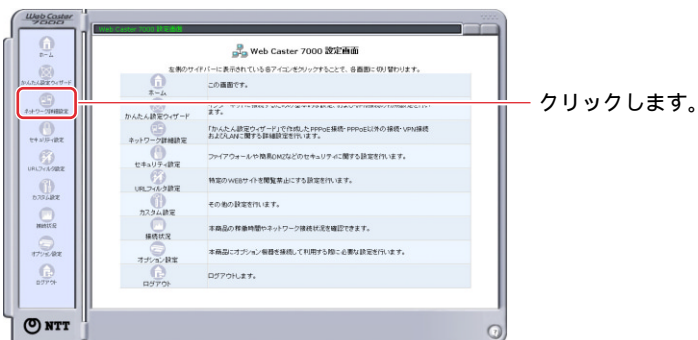 Web Caster
7000
Web Caster 7000 設定画面
Web Caster 7000 設定画面
左側のサイドバーに表示されている各アイコンをクリックすることで、各画面に切り替わります。
ホーム
かんたん設定ウィザード
ネットワーク詳細設定
セキュリティ設定
URLフィルタ設定
カスタム設定
接続状況
オプション設定
ログアウト
ホーム
この画面です。
かんたん設定ウィザード
ます。
ネットワーク詳細設定
「かんたん設定ウィザード」で作成したPPPoE接続・PPPoE以外の接続・VPN接続
およびLANに関する詳細設定を行います。
セキュリティ設定
ファイアウォールや簡易DMZなどのセキュリティに関する設定を行います。
URLフィルタ設定
特定のWEBサイトを閲覧禁止にする設定を行います。
カスタム設定
その他の設定を行います。
接続状況
本商品の稼働時間やネットワーク接続状況を確認できます。
オプション設定
本商品にオプション機器を接続して利用する際に必要な設定を行います。
ログアウト
ログアウトします。
NTT
クリックします。